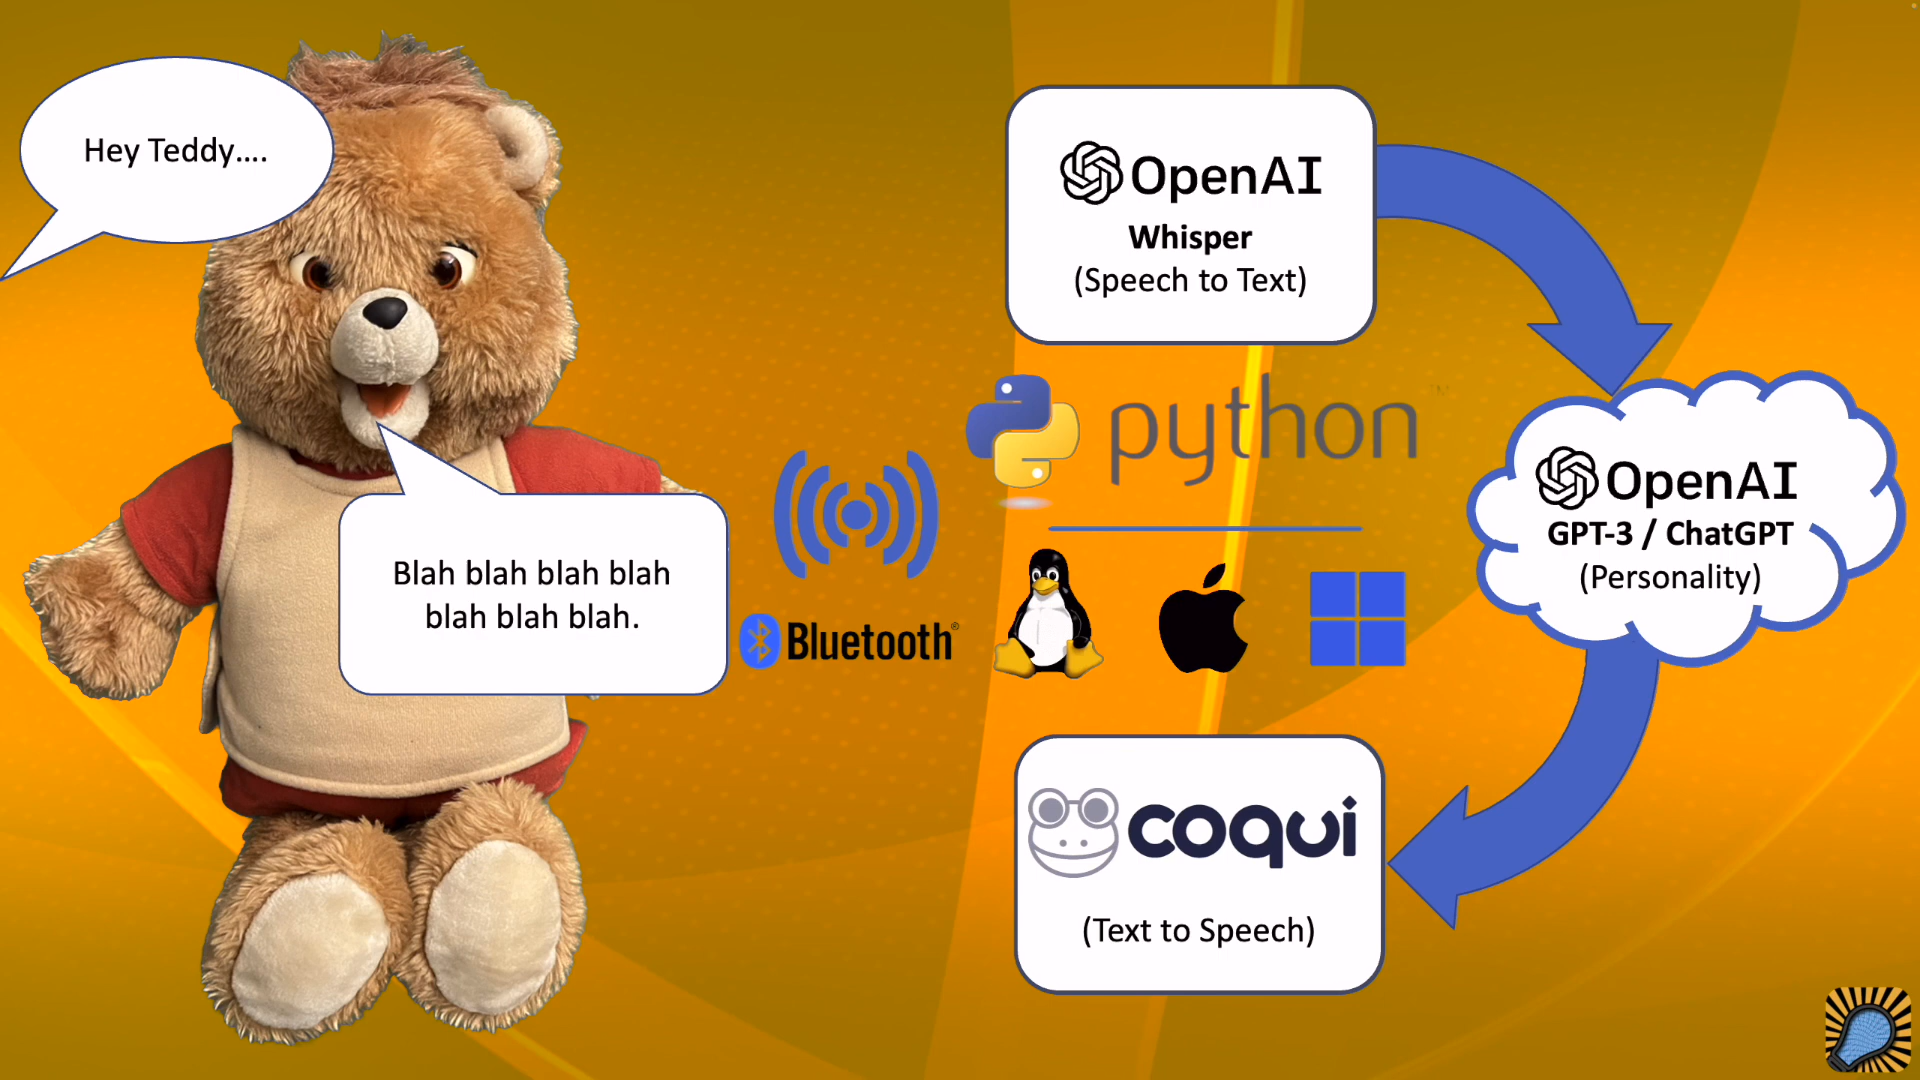 Hey Teddy....
Blah blah blah blah
blah blah blah.
Bluetooth®
OpenAI
Whisper
(Speech to Text)
python™
OpenAI
GPT-3 / ChatGPT
(Personality)
coqui
(Text to Speech)